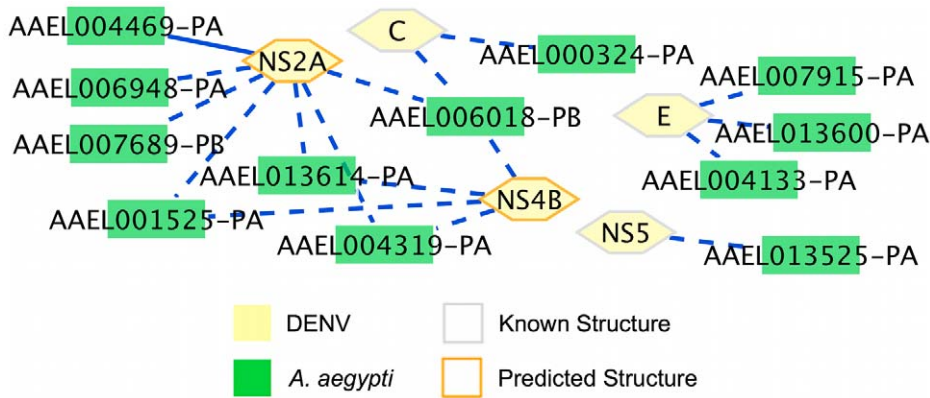 AAEL004469-PA
C
NS2A
AAEL000324-PA
AAEL007915-PA
AAEL006948-PA
AAEL006018-PB
E
AAEL013600-PA
AAEL007689-PB
AAEL013614-PA
AAEL004133-PA
NS4B
AAEL001525-PA
NS5
AAEL004319-PA
AAEL013525-PA
DENV
Known Structure
A. aegypti
Predicted Structure